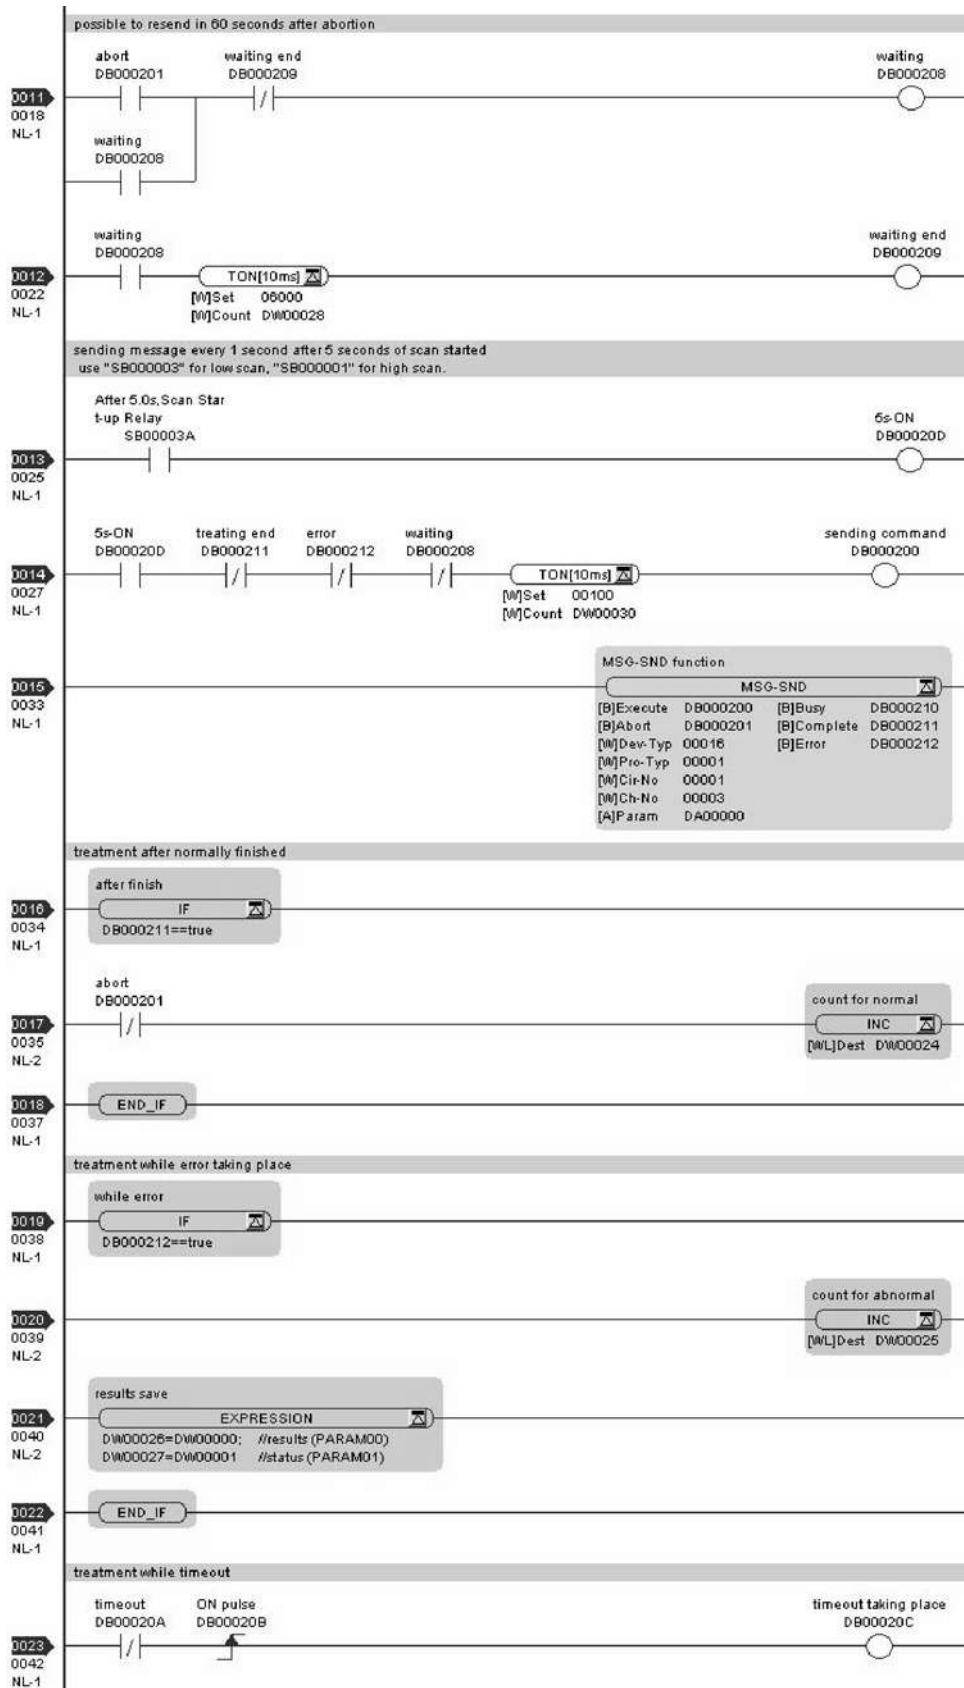 possible to resend in 60 seconds after abortion
abort
DB000201
waiting end
DB000209
waiting
DB000208
0011
0018
NL-1
waiting
DB000208
waiting
DB000208
waiting end
DB000209
0012
0022
NL-1
TON[10ms]
[W]Set 06000
[W]Count DW00028
sending message every 1 second after 5 seconds of scan started
use "SB000003" for low scan, "SB000001" for high scan.
After 5.0s,Scan Star
t-up Relay
SB00003A
5s-ON
DB00020D
0013
0025
NL-1
5s-ON
DB00020D
treating end
DB000211
error
DB000212
waiting
DB000208
sending command
DB000200
0014
0027
NL-1
TON[10ms]
[W]Set 00100
[W]Count DW00030
MSG-SND function
0015
0033
NL-1
MSG-SND
[B]Execute DB000200 [B]Busy DB000210
[B]Abort DB000201 [B]Complete DB000211
[W]Dev-Typ 00016 [B]Error DB000212
[W]Pro-Typ 00001
[W]Cir-No 00001
[W]Ch-No 00003
[A]Param DA00000
treatment after normally finished
after finish
0016
0034
NL-1
IF
DB000211==true
abort
DB000201
count for normal
0017
0035
NL-2
INC
[WL]Dest DW00024
0018
0037
NL-1
END_IF
treatment while error taking place
while error
0019
0038
NL-1
IF
DB000212==true
count for abnormal
0020
0039
NL-2
INC
[WL]Dest DW00025
results save
0021
0040
NL-2
EXPRESSION
DW00026=DW00000; //results (PARAM00)
DW00027=DW00001 //status (PARAM01)
0022
0041
NL-1
END_IF
treatment while timeout
timeout
DB00020A
ON pulse
DB00020B
timeout taking place
DB00020C
0023
0042
NL-1